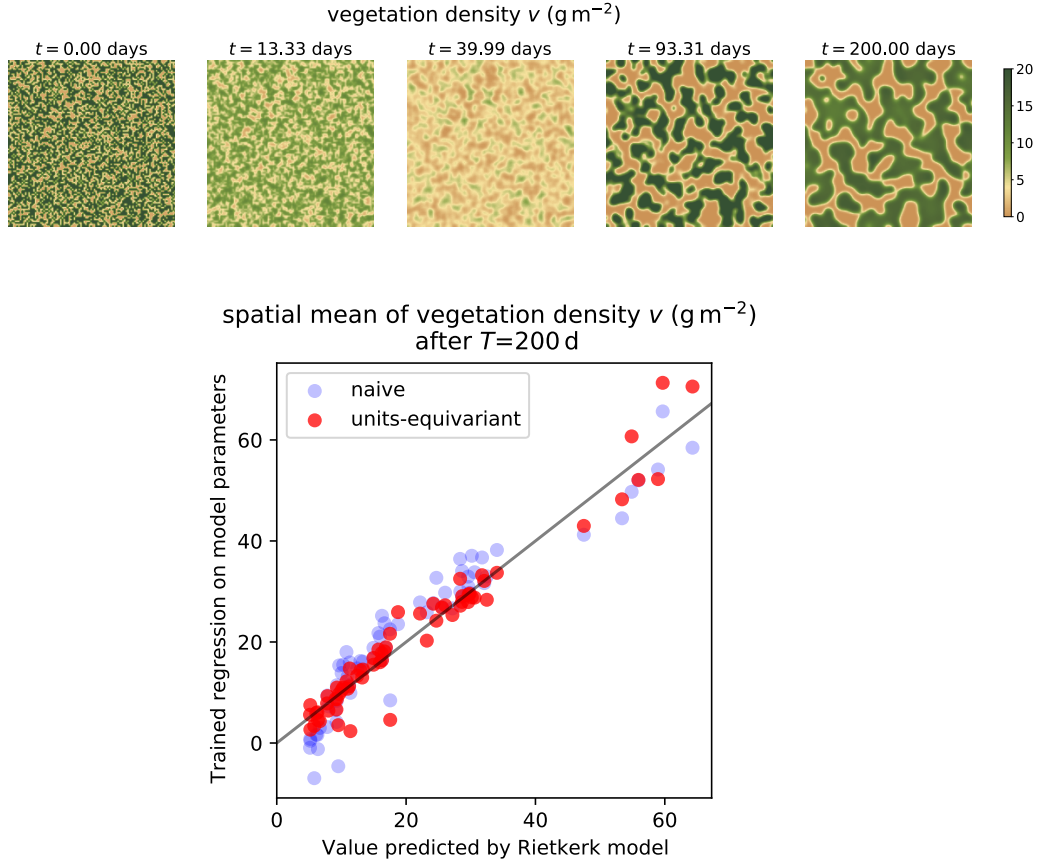 vegetation density v (g m⁻²)
t = 0.00 days
t = 13.33 days
t = 39.99 days
t = 93.31 days
t = 200.00 days
20
15
10
5
0
spatial mean of vegetation density v (g m⁻²)
after T=200 d
naive
units-equivariant
Trained regression on model parameters
60
40
20
0
0 20 40 60
Value predicted by Rietkerk model